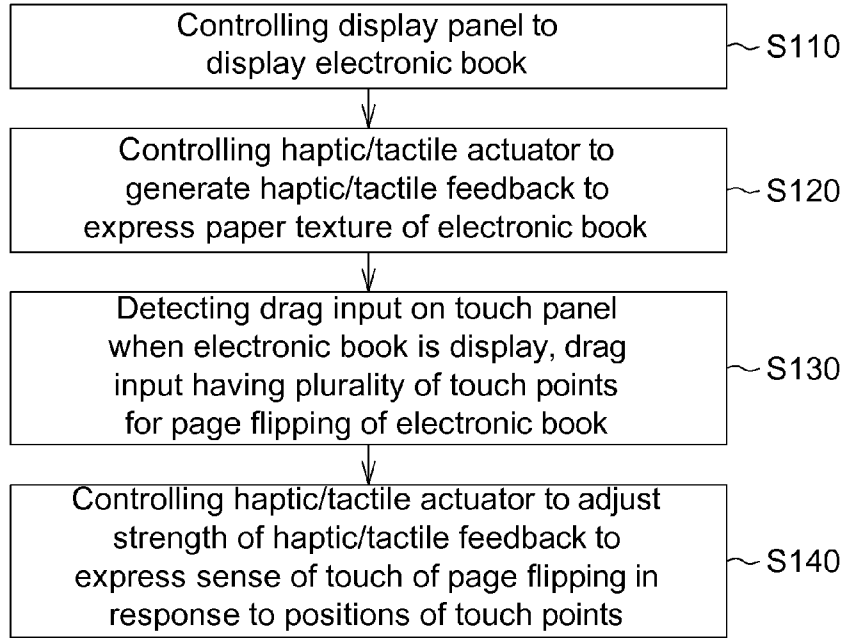 Controlling display panel to
display electronic book
S110
Controlling haptic/tactile actuator to
generate haptic/tactile feedback to
express paper texture of electronic book
S120
Detecting drag input on touch panel
when electronic book is display, drag
input having plurality of touch points
for page flipping of electronic book
S130
Controlling haptic/tactile actuator to adjust
strength of haptic/tactile feedback to
express sense of touch of page flipping in
response to positions of touch points
S140